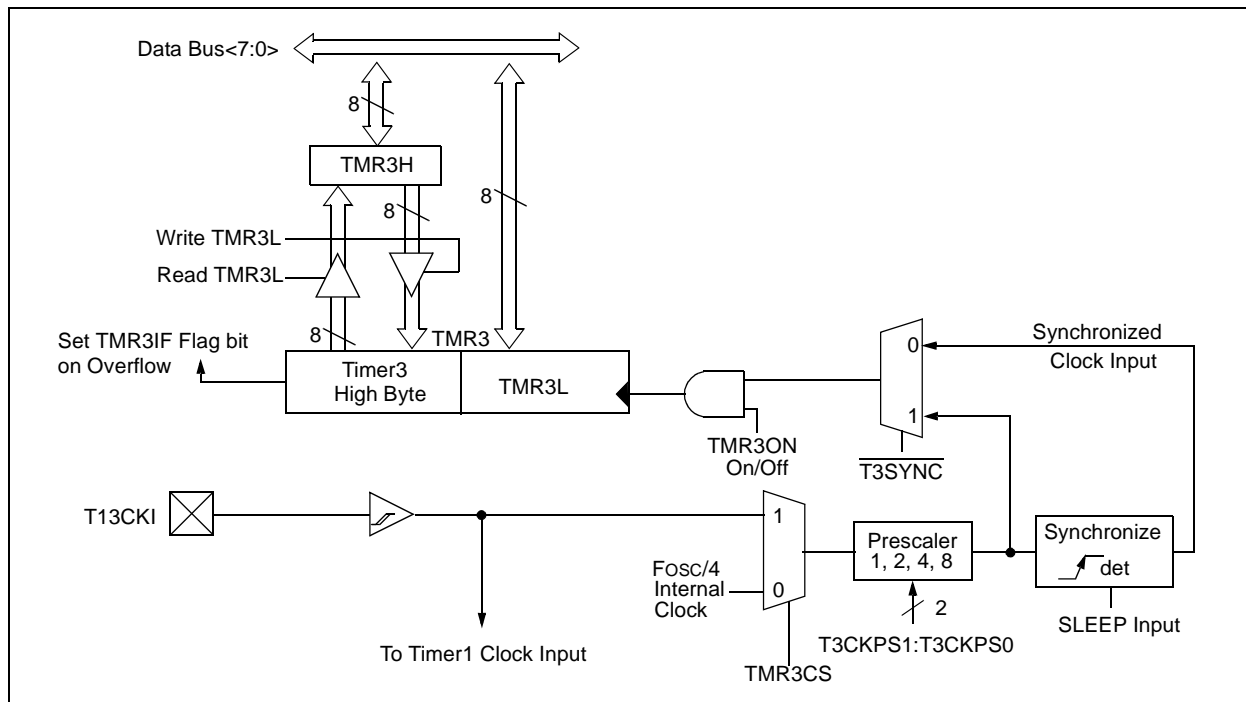 Data Bus<7:0>
8
TMR3H
8
8
Write TMR3L
Read TMR3L
8
TMR3
Set TMR3IF Flag bit
on Overflow
Timer3
High Byte
TMR3L
0
Synchronized
Clock Input
1
TMR3ON
On/Off
T3SYNC
T13CKI
1
Prescaler
1, 2, 4, 8
Synchronize
det
FOSC/4
Internal
Clock
0
2
SLEEP Input
T3CKPS1:T3CKPS0
To Timer1 Clock Input
TMR3CS